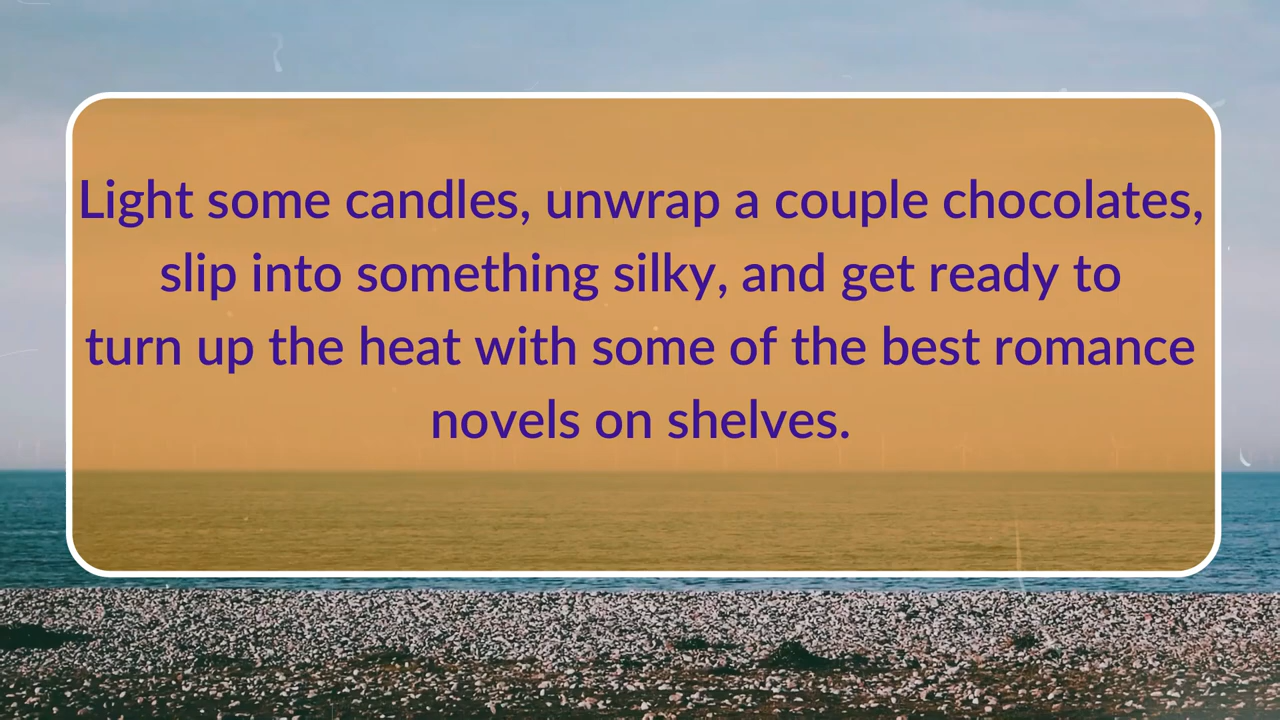 Light some candles, unwrap a couple chocolates,
slip into something silky, and get ready to
turn up the heat with some of the best romance
novels on shelves.